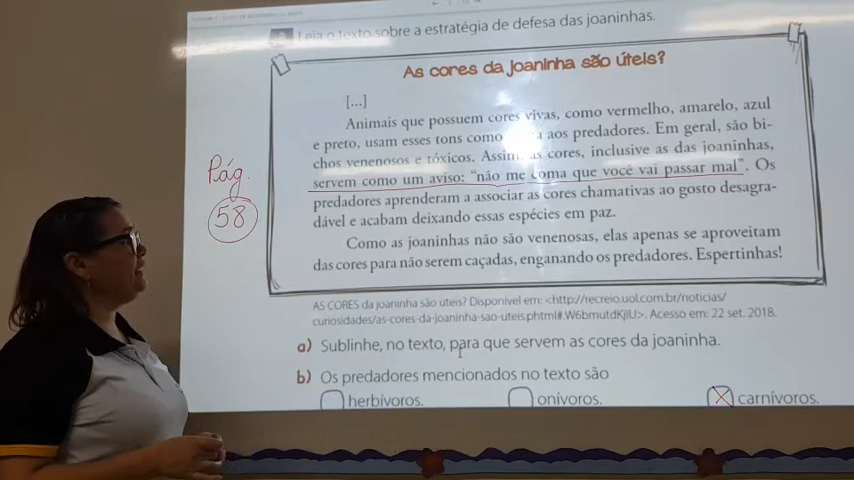 Leia o texto sobre a estratégia de defesa das joaninhas.
As cores da joaninha são úteis?
[...]
Animais que possuem cores vivas, como vermelho, amarelo, azul
e preto, usam esses tons como aos predadores. Em geral, são bi-
chos venenosos e tóxicos. Assim, as cores, inclusive as das joaninhas,
servem como um aviso: "não me coma que você vai passar mal". Os
predadores aprenderam a associar as cores chamativas ao gosto desagra-
dável e acabam deixando essas espécies em paz.
Como as joaninhas não são venenosas, elas apenas se aproveitam
das cores para não serem caçadas, enganando os predadores. Espertinhas!
Pág.
58
AS CORES da joaninha são úteis? Disponível em: <http://recreio.uol.com.br/noticias/
curiosidades/as-cores-da-joaninha-sao-uteis.phtml#.W6bmutdKjIU>. Acesso em: 22 set. 2018.
a) Sublinhe, no texto, para que servem as cores da joaninha.
b) Os predadores mencionados no texto são
herbívoros. onívoros. carnívoros.